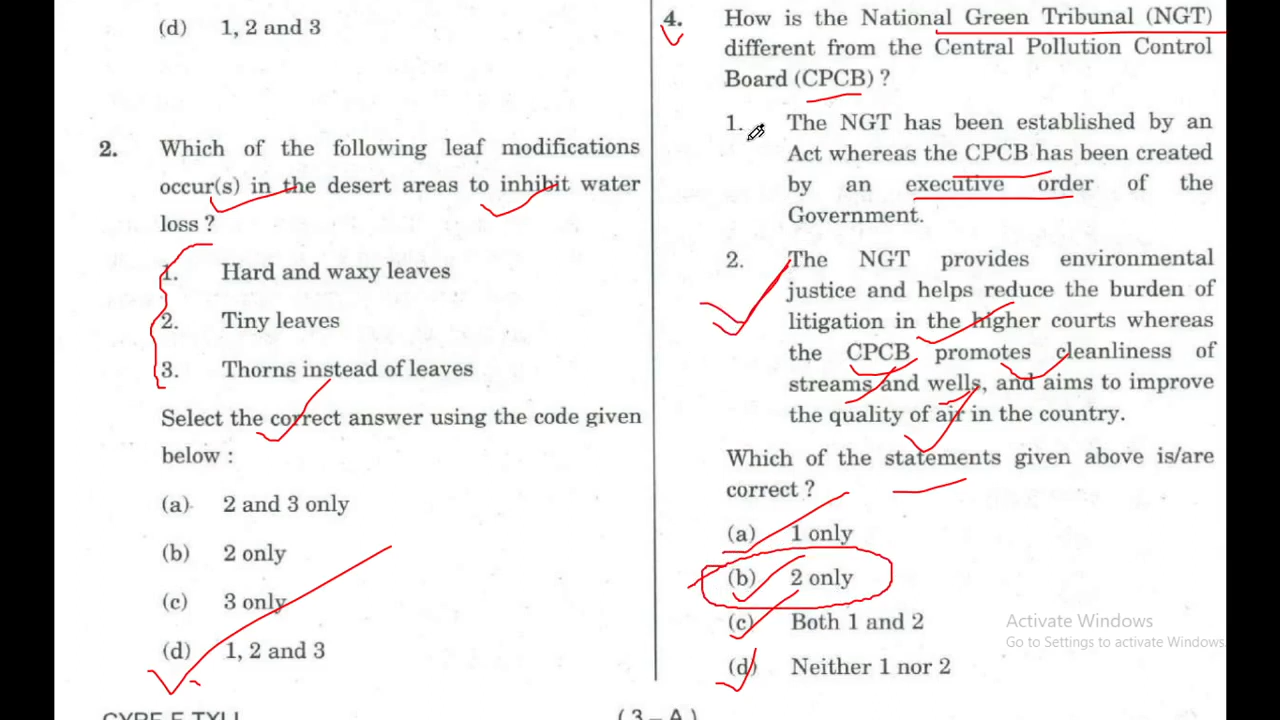 (d) 1, 2 and 3
2. Which of the following leaf modifications
occur(s) in the desert areas to inhibit water
loss ?
1. Hard and waxy leaves
2. Tiny leaves
3. Thorns instead of leaves
Select the correct answer using the code given
below :
(a) 2 and 3 only
(b) 2 only
(c) 3 only
(d) 1, 2 and 3
4. How is the National Green Tribunal (NGT)
different from the Central Pollution Control
Board (CPCB) ?
1. The NGT has been established by an
Act whereas the CPCB has been created
by an executive order of the
Government.
2. The NGT provides environmental
justice and helps reduce the burden of
litigation in the higher courts whereas
the CPCB promotes cleanliness of
streams and wells, and aims to improve
the quality of air in the country.
Which of the statements given above is/are
correct ?
(a) 1 only
(b) 2 only
(c) Both 1 and 2
(d) Neither 1 nor 2
Activate Windows
Go to Settings to activate Windows.
( 3 – A )